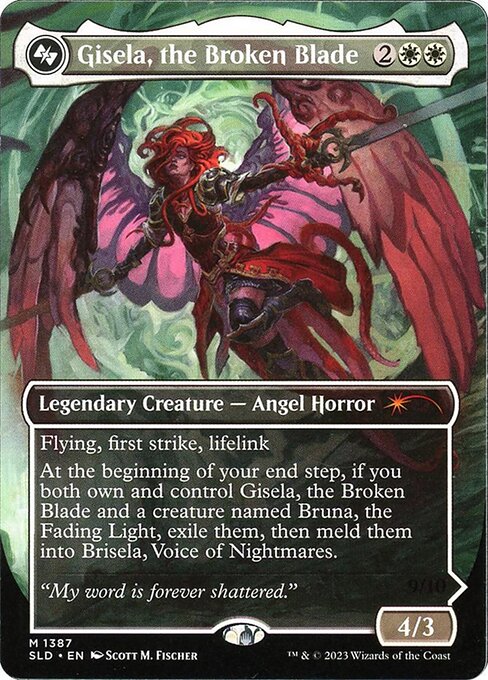 Gisela, the Broken Blade 2
Legendary Creature — Angel Horror
Flying, first strike, lifelink
At the beginning of your end step, if you
both own and control Gisela, the Broken
Blade and a creature named Bruna, the
Fading Light, exile them, then meld them
into Brisela, Voice of Nightmares.
“My word is forever shattered.”
9/10
4/3
M 1387
SLD • EN Scott M. Fischer
™ & © 2023 Wizards of the Coast